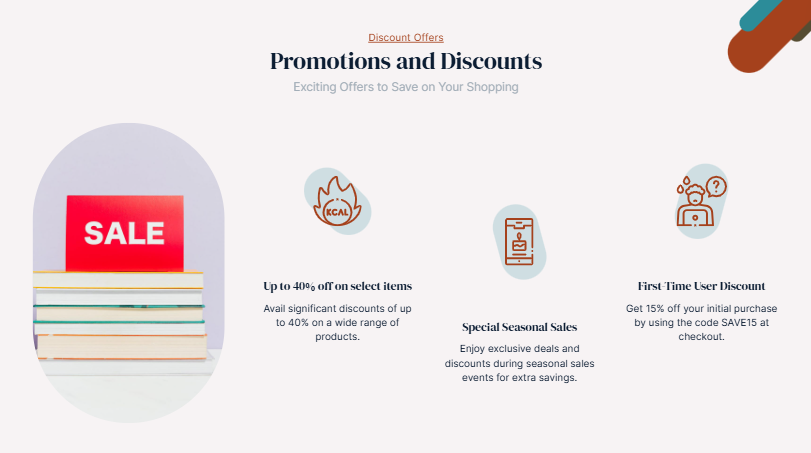 Discount Offers
Promotions and Discounts
Exciting Offers to Save on Your Shopping
SALE
KCAL
Up to 40% off on select items
Avail significant discounts of up
to 40% on a wide range of
products.
Special Seasonal Sales
Enjoy exclusive deals and
discounts during seasonal sales
events for extra savings.
?
First-Time User Discount
Get 15% off your initial purchase
by using the code SAVE15 at
checkout.